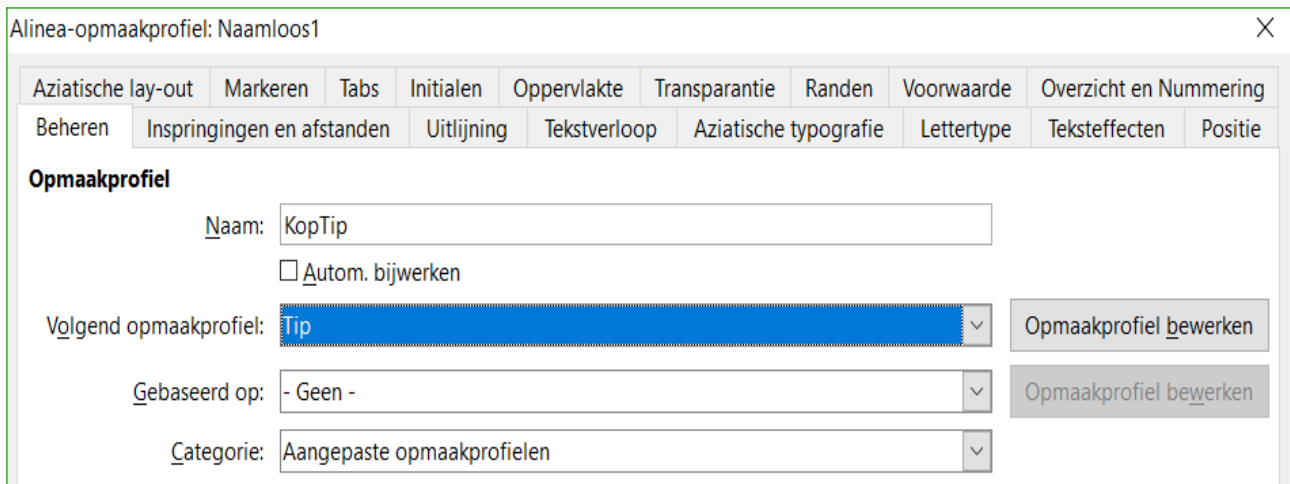 Alinea-opmaakprofiel: Naamloos1
Aziatische lay-out Markeren Tabs Initialen Oppervlakte Transparantie Randen Voorwaarde Overzicht en Nummering
Beheren Inspringingen en afstanden Uitlijning Tekstverloop Aziatische typografie Lettertype Teksteffecten Positie
Opmaakprofiel
Naam: KopTip
Autom. bijwerken
Volgend opmaakprofiel: Tip Opmaakprofiel bewerken
Gebaseerd op: - Geen - Opmaakprofiel bewerken
Categorie: Aangepaste opmaakprofielen